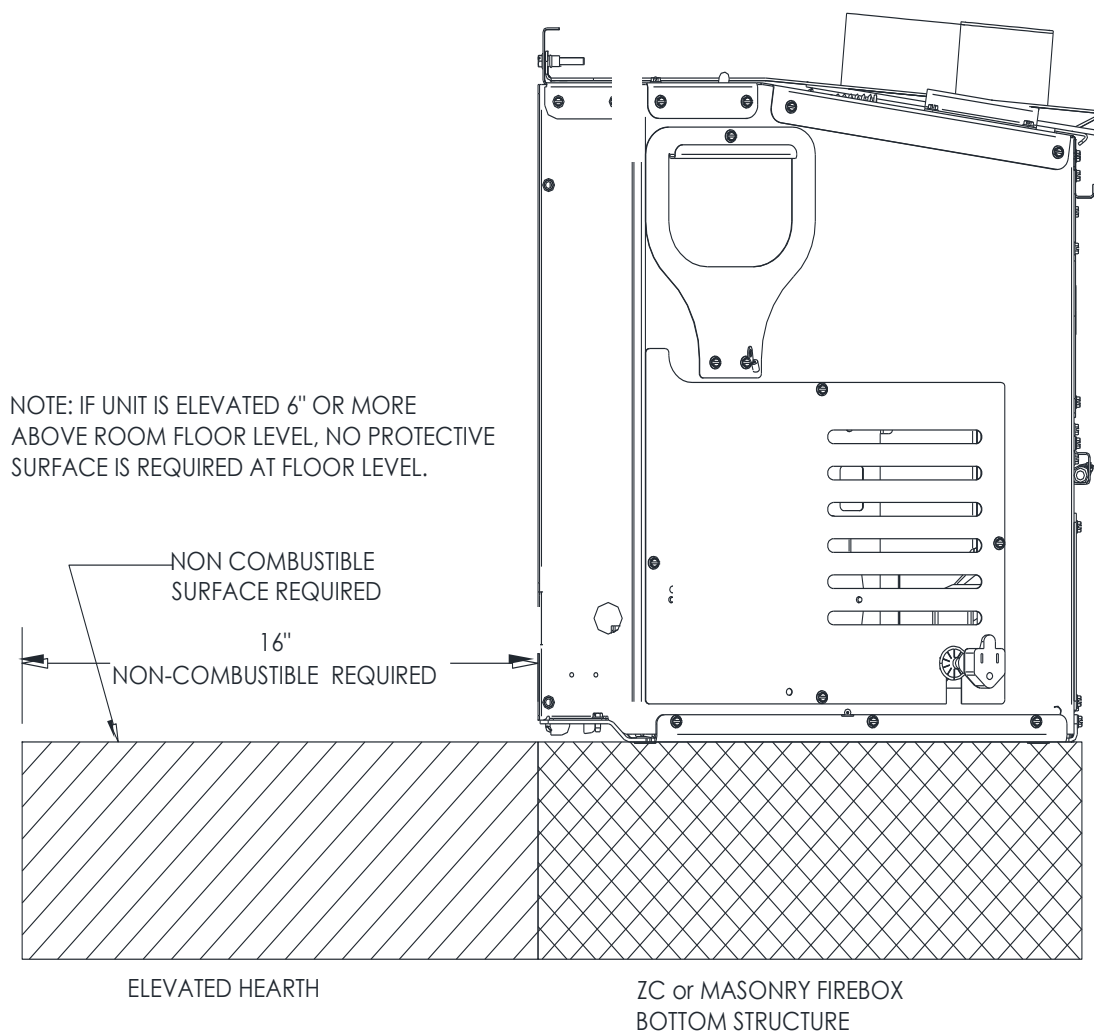 NOTE: IF UNIT IS ELEVATED 6" OR MORE
ABOVE ROOM FLOOR LEVEL, NO PROTECTIVE
SURFACE IS REQUIRED AT FLOOR LEVEL.
NON COMBUSTIBLE
SURFACE REQUIRED
16"
NON-COMBUSTIBLE REQUIRED
ELEVATED HEARTH
ZC or MASONRY FIREBOX
BOTTOM STRUCTURE